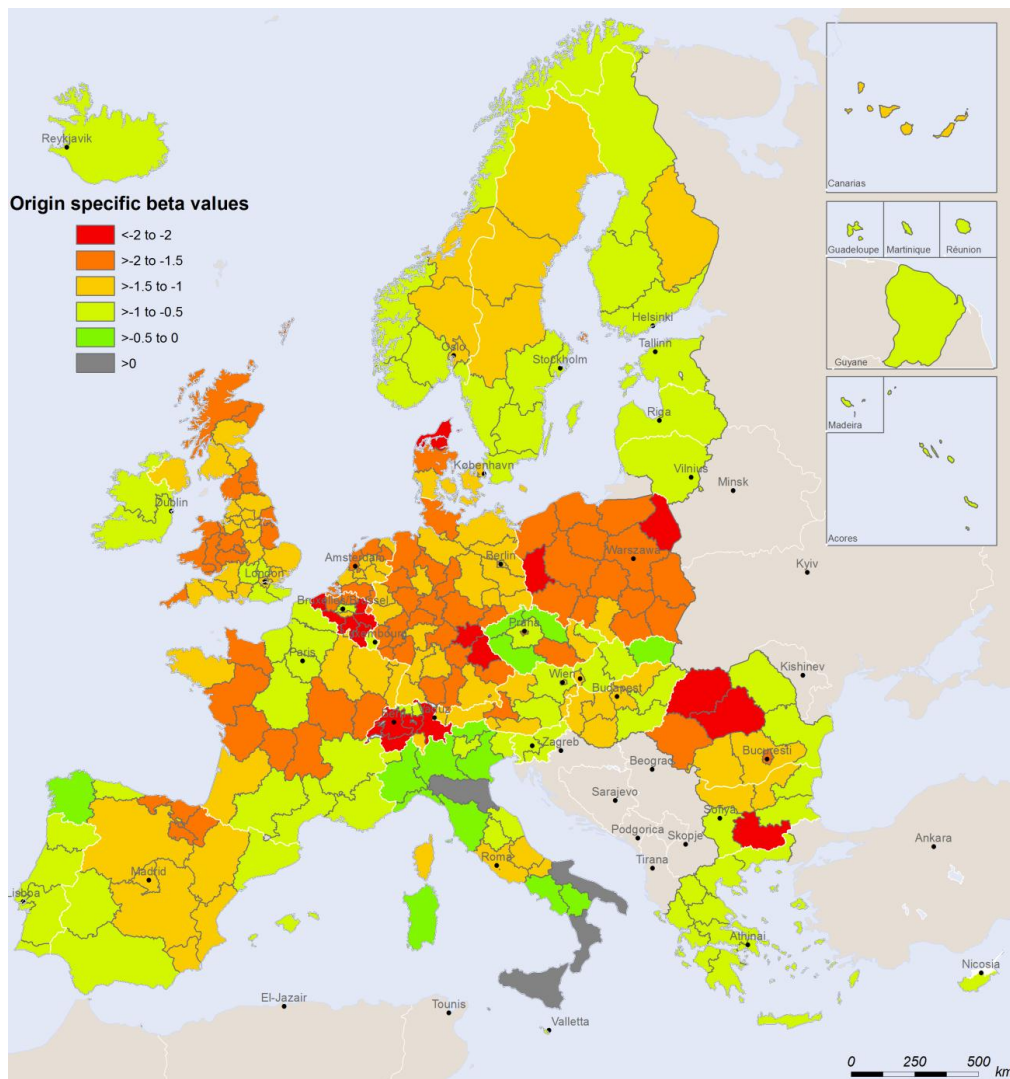 Reykjavik
Origin specific beta values
<-2 to -2
>-2 to -1.5
>-1.5 to -1
>-1 to -0.5
>-0.5 to 0
>0
Canarias
Guadeloupe
Martinique
Réunion
Guyane
Madeira
Acores
Helsinki
Oslo
Tallinn
Stockholm
Riga
København
Vilnius
Minsk
Dublin
Amsterdam
Berlin
Warszawa
London
Kyiv
Praha
Paris
Kishinev
Wien
Budapest
Zagreb
Bucuresti
Beograd
Sarajevo
Sofiya
Podgorica
Skopje
Ankara
Tirana
Roma
Madrid
Lisboa
Athinai
Nicosia
El-Jazair
Tounis
Valletta
0 250 500
km